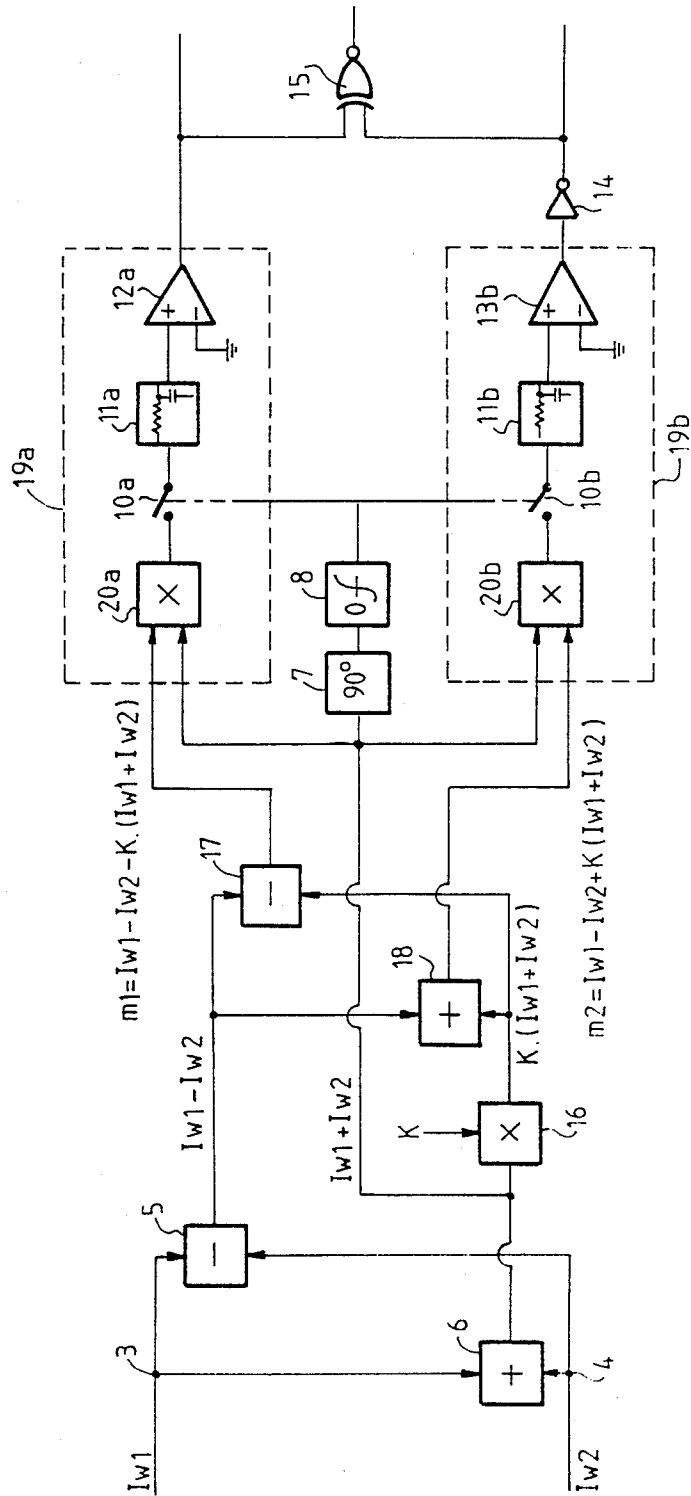 Iw1
Iw2
3
4
5
−
6
+
Iw1−Iw2
Iw1+Iw2
K
×
16
K.(Iw1+Iw2)
17
−
18
+
m1=Iw1−Iw2−K.(Iw1+Iw2)
m2=Iw1−Iw2+K(Iw1+Iw2)
7
90°
8
0∫
19a
20a
×
10a
11a
12a
+
−
19b
20b
×
10b
11b
13b
+
−
14
15